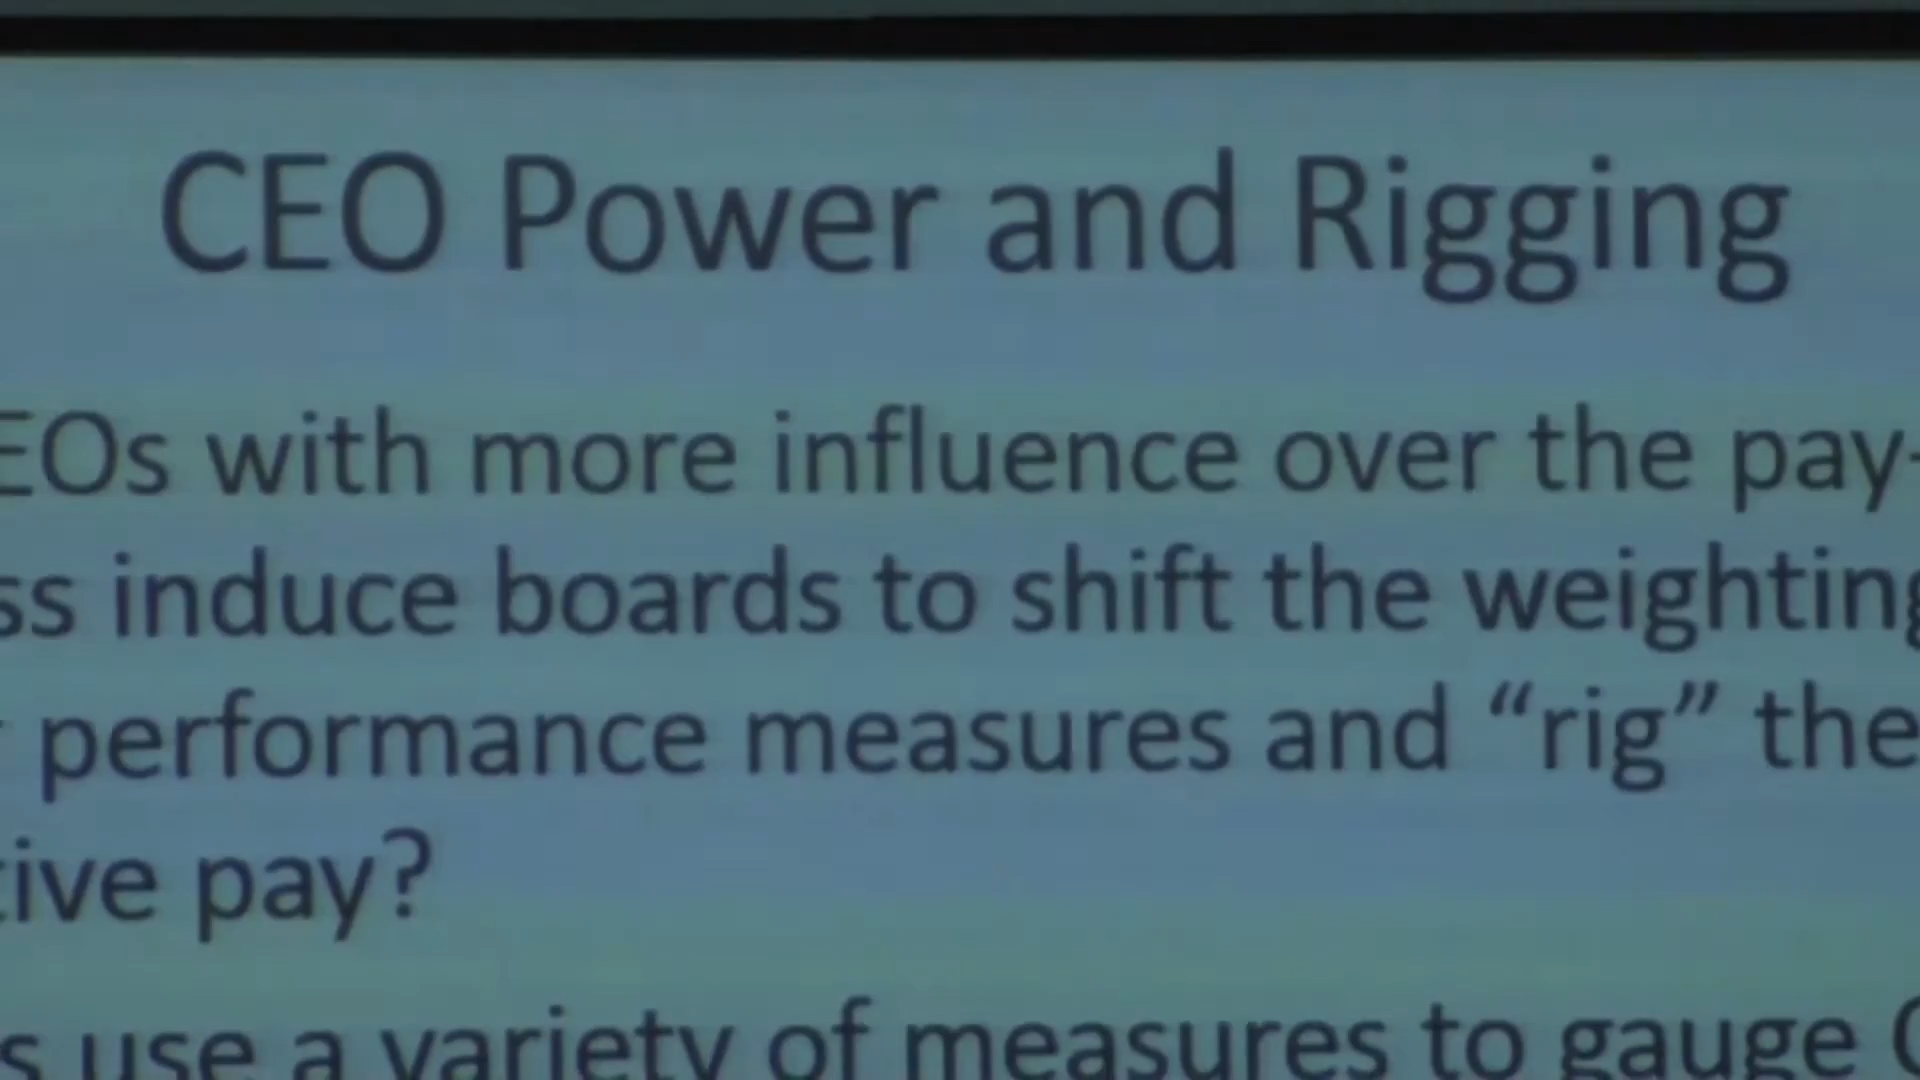 CEO Power and Rigging
EOs with more influence over the pay-
ss induce boards to shift the weighting
performance measures and “rig” the
tive pay?
s use a variety of measures to gauge